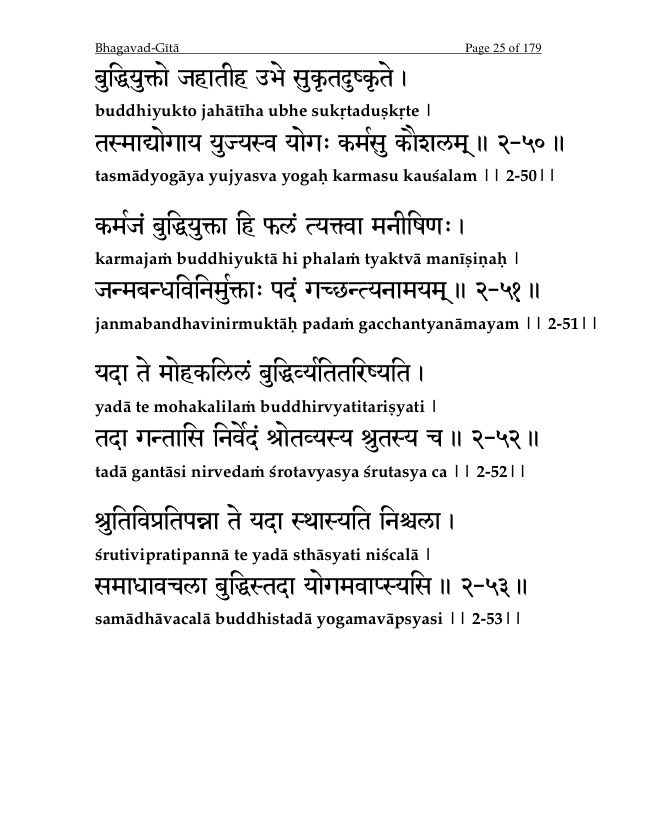 Bhagavad-Gītā Page 25 of 179
बुद्धियुक्तो जहातीह उभे सुकृतदुष्कृते ।
buddhiyukto jahātīha ubhe sukṛtaduṣkṛte |
तस्माद्योगाय युज्यस्व योगः कर्मसु कौशलम् ॥ २-५० ॥
tasmādyogāya yujyasva yogaḥ karmasu kauśalam || 2-50||
कर्मजं बुद्धियुक्ता हि फलं त्यक्त्वा मनीषिणः ।
karmajaṁ buddhiyuktā hi phalaṁ tyaktvā manīṣiṇaḥ |
जन्मबन्धविनिर्मुक्ताः पदं गच्छन्त्यनामयम् ॥ २-५१ ॥
janmabandhavinirmuktāḥ padaṁ gacchantyanāmayam || 2-51||
यदा ते मोहकलिलं बुद्धिर्व्यतितरिष्यति ।
yadā te mohakalilaṁ buddhirvyatitariṣyati |
तदा गन्तासि निर्वेदं श्रोतव्यस्य श्रुतस्य च ॥ २-५२ ॥
tadā gantāsi nirvedaṁ śrotavyasya śrutasya ca || 2-52||
श्रुतिविप्रतिपन्ना ते यदा स्थास्यति निश्चला ।
śrutivipratipannā te yadā sthāsyati niścalā |
समाधावचला बुद्धिस्तदा योगमवाप्स्यसि ॥ २-५३ ॥
samādhāvacalā buddhistadā yogamavāpsyasi || 2-53||